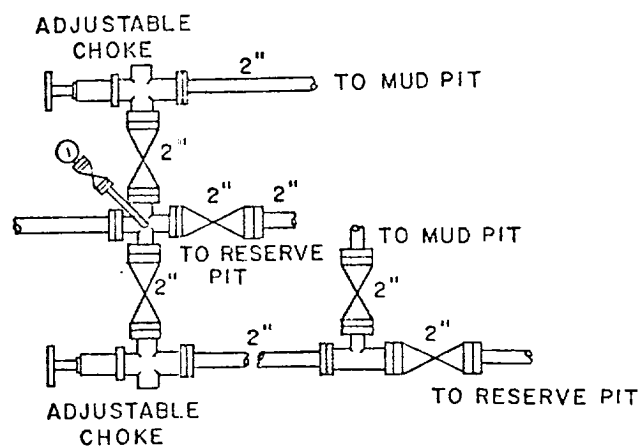 ADJUSTABLE
CHOKE
2"
TO MUD PIT
2"
2"
2"
TO RESERVE
PIT
TO MUD PIT
2"
2"
2"
2"
TO RESERVE PIT
ADJUSTABLE
CHOKE